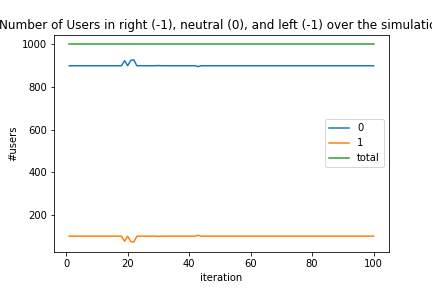 Number of Users in right (-1), neutral (0), and left (-1) over the simulatio
1000
800
600
400
200
#users
0
1
total
0 20 40 60 80 100
iteration